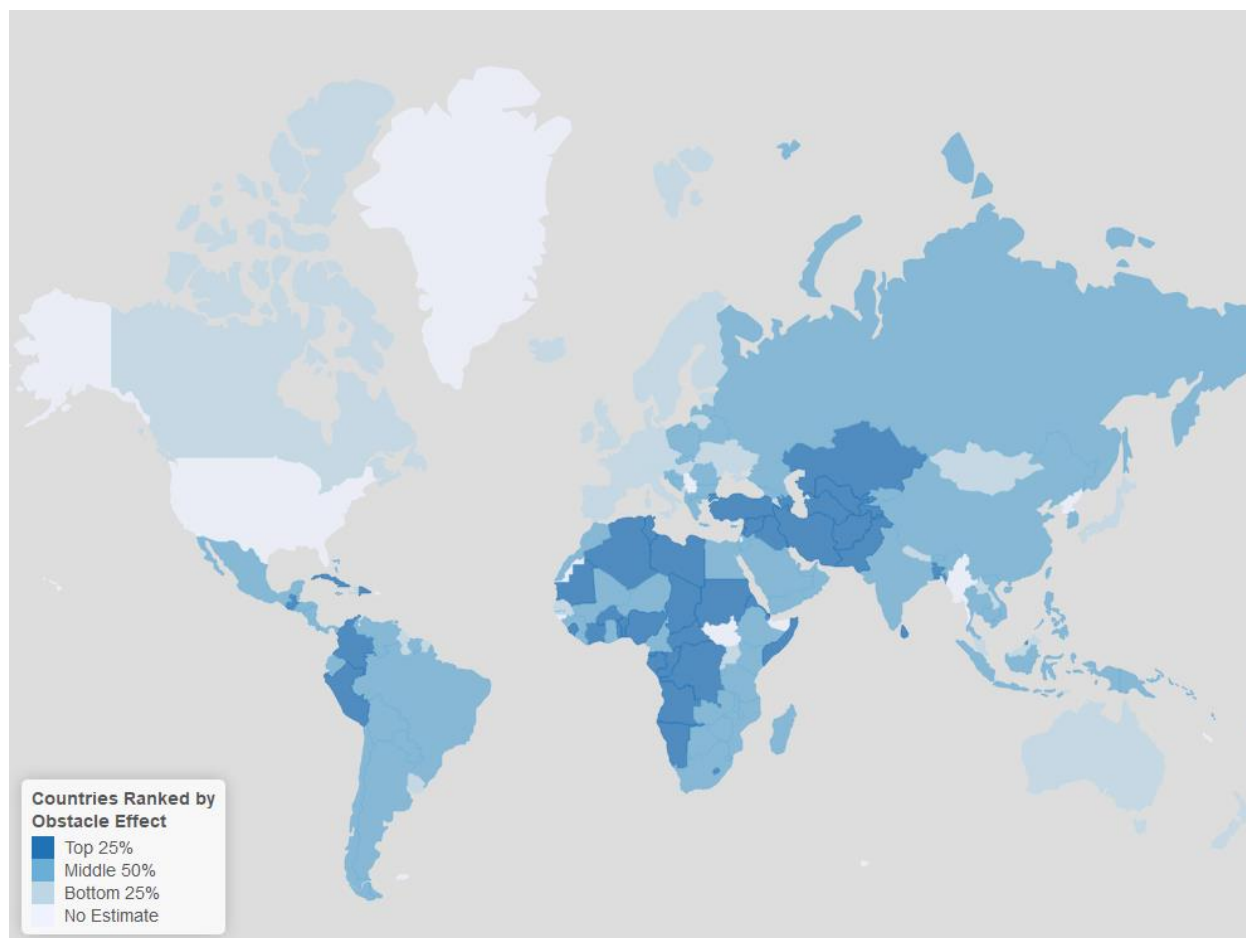 Countries Ranked by
Obstacle Effect
Top 25%
Middle 50%
Bottom 25%
No Estimate